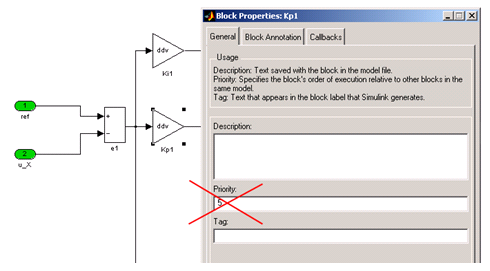 Block Properties: Kp1
General
Block Annotation
Callbacks
Usage
Description: Text saved with the block in the model file.
Priority: Specifies the block's order of execution relative to other blocks in the
same model.
Tag: Text that appears in the block label that Simulink generates.
Description:
Priority:
5
Tag:
ddv
Ki1
1
ref
+
−
e1
ddv
Kp1
2
u_X